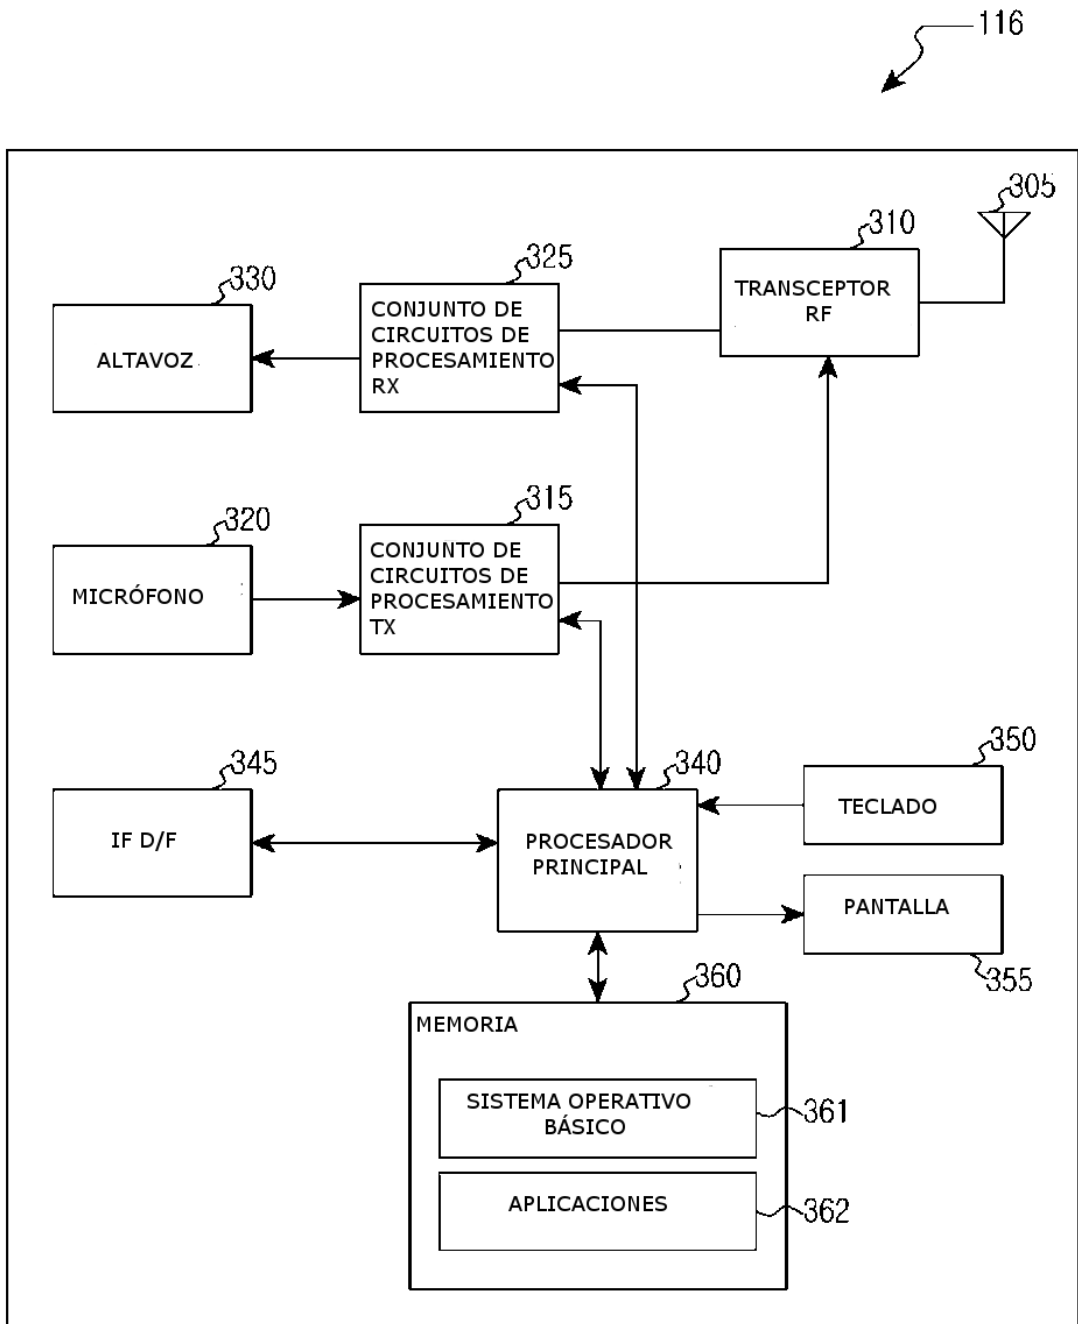 116
305
310
TRANSCEPTOR
RF
325
CONJUNTO DE
CIRCUITOS DE
PROCESAMIENTO
RX
330
ALTAVOZ
320
MICRÓFONO
315
CONJUNTO DE
CIRCUITOS DE
PROCESAMIENTO
TX
345
IF D/F
340
PROCESADOR
PRINCIPAL
350
TECLADO
PANTALLA
355
360
MEMORIA
SISTEMA OPERATIVO
BÁSICO
361
APLICACIONES
362